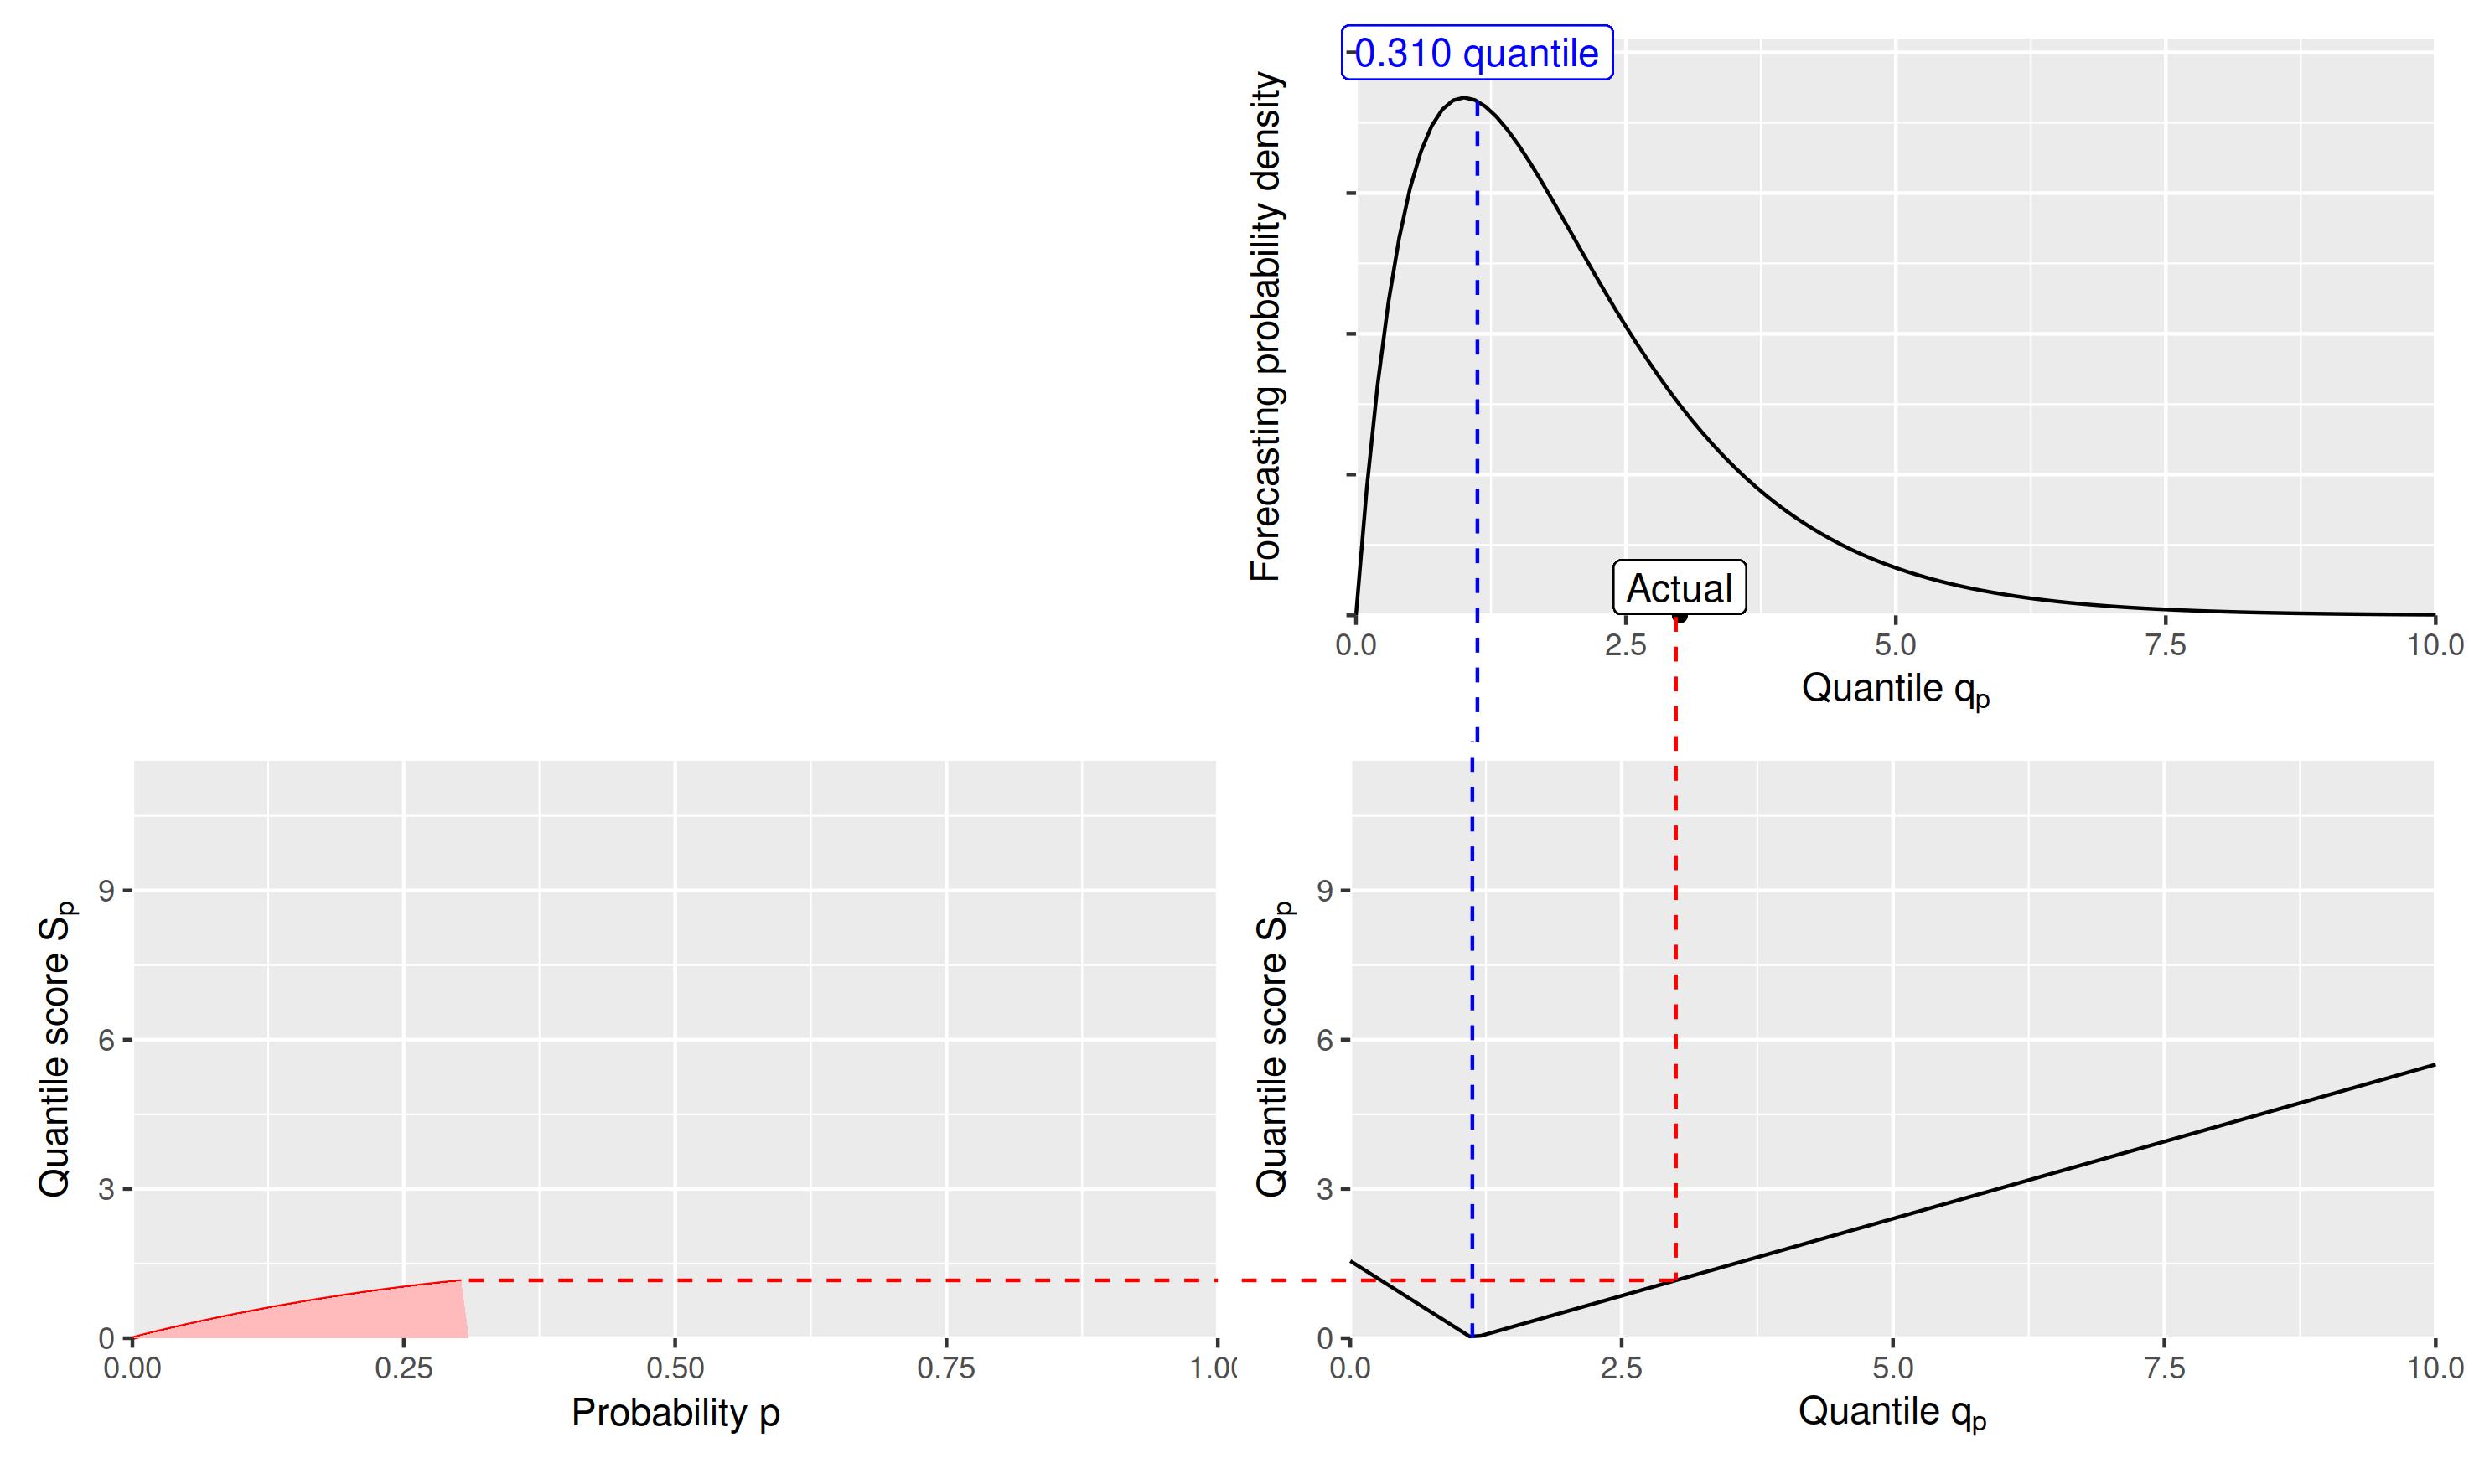 0.310 quantile
Forecasting probability density
Actual
0.0 2.5 5.0 7.5 10.0
Quantile qp
Quantile score Sp
9
6
3
0
0.00 0.25 0.50 0.75 1.0
Probability p
Quantile score Sp
9
6
3
0
0.0 2.5 5.0 7.5 10.0
Quantile qp